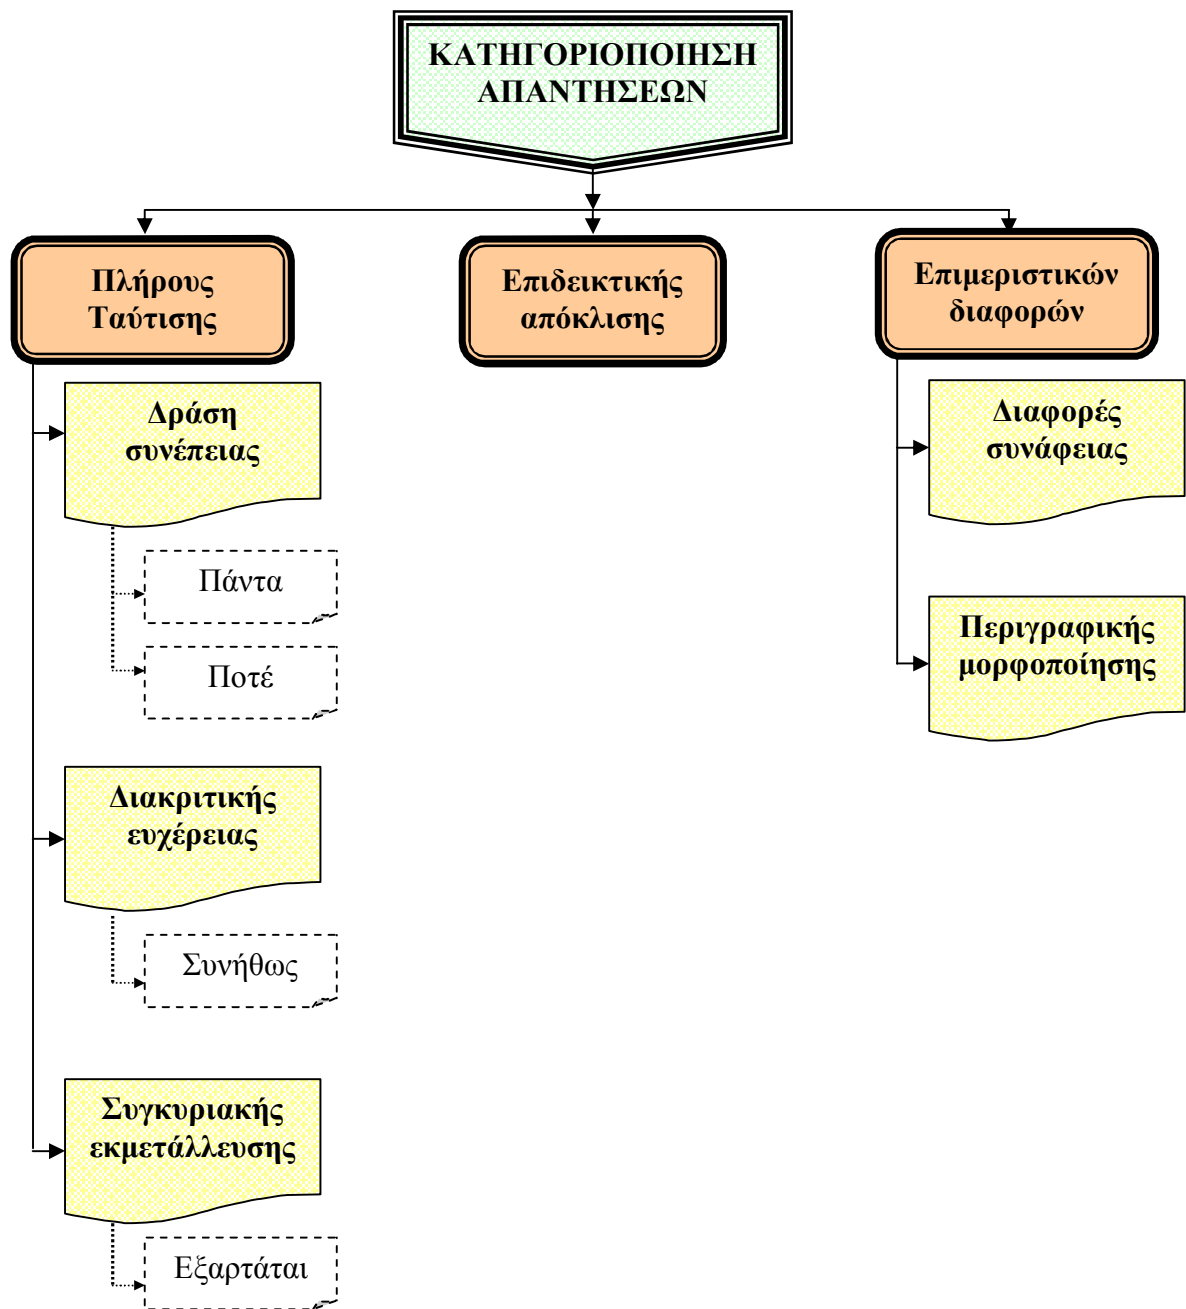 ΚΑΤΗΓΟΡΙΟΠΟΙΗΣΗ
ΑΠΑΝΤΗΣΕΩΝ
Πλήρους
Ταύτισης
Επιδεικτικής
απόκλισης
Επιμεριστικών
διαφορών
Δράση
συνέπειας
Πάντα
Ποτέ
Διακριτικής
ευχέρειας
Συνήθως
Συγκυριακής
εκμετάλλευσης
Εξαρτάται
Διαφορές
συνάφειας
Περιγραφικής
μορφοποίησης